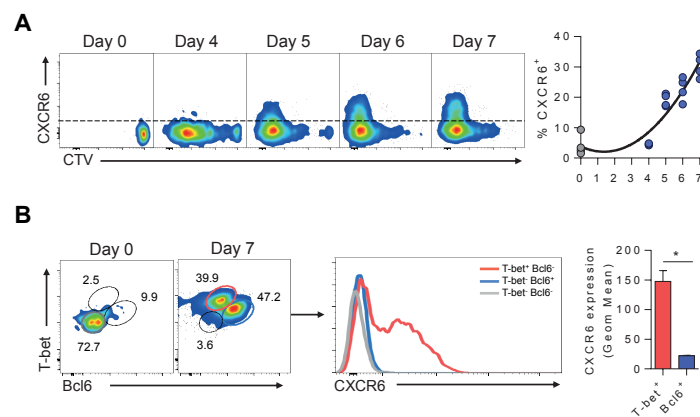 A
Day 0 Day 4 Day 5 Day 6 Day 7
CXCR6
CTV
% CXCR6⁺
40
30
20
10
0
0 1 2 3 4 5 6 7
B
Day 0 Day 7
T-bet
Bcl6
2.5
9.9
72.7
39.9
47.2
3.6
T-bet⁺ Bcl6⁻
T-bet⁻ Bcl6⁺
T-bet⁻ Bcl6⁻
CXCR6
CXCR6 expression
(Geom Mean)
200
150
100
50
0
*
T-bet⁺
Bcl6⁺